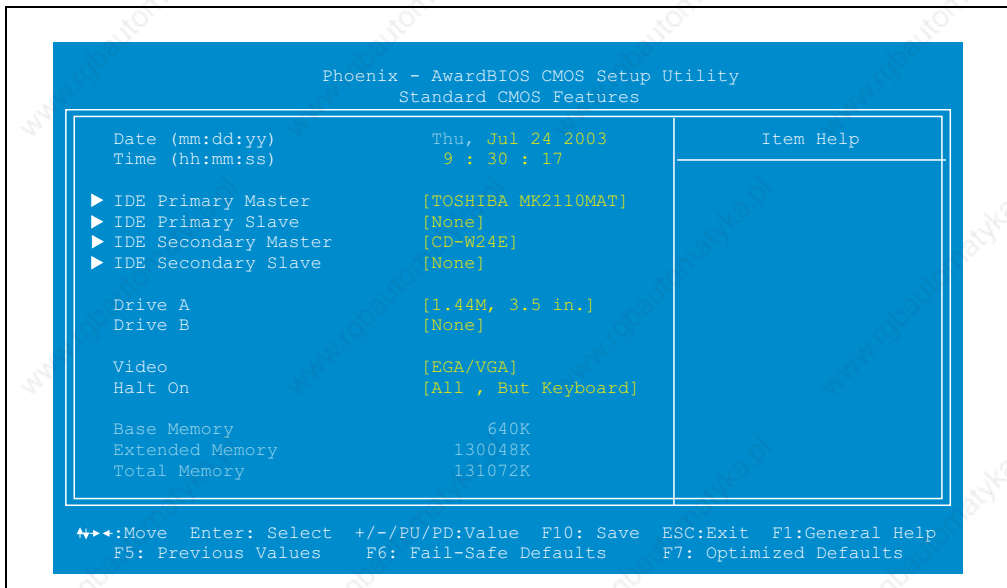 Phoenix - AwardBIOS CMOS Setup Utility
Standard CMOS Features
Date (mm:dd:yy) Thu, Jul 24 2003
Time (hh:mm:ss) 9 : 30 : 17
Item Help
IDE Primary Master [TOSHIBA MK2110MAT]
IDE Primary Slave [None]
IDE Secondary Master [CD-W24E]
IDE Secondary Slave [None]
Drive A [1.44M, 3.5 in.]
Drive B [None]
Video [EGA/VGA]
Halt On [All , But Keyboard]
Base Memory 640K
Extended Memory 130048K
Total Memory 131072K
:Move Enter: Select +/-/PU/PD:Value F10: Save ESC:Exit F1:General Help
F5: Previous Values F6: Fail-Safe Defaults F7: Optimized Defaults
www.rgbautomatyka.pl